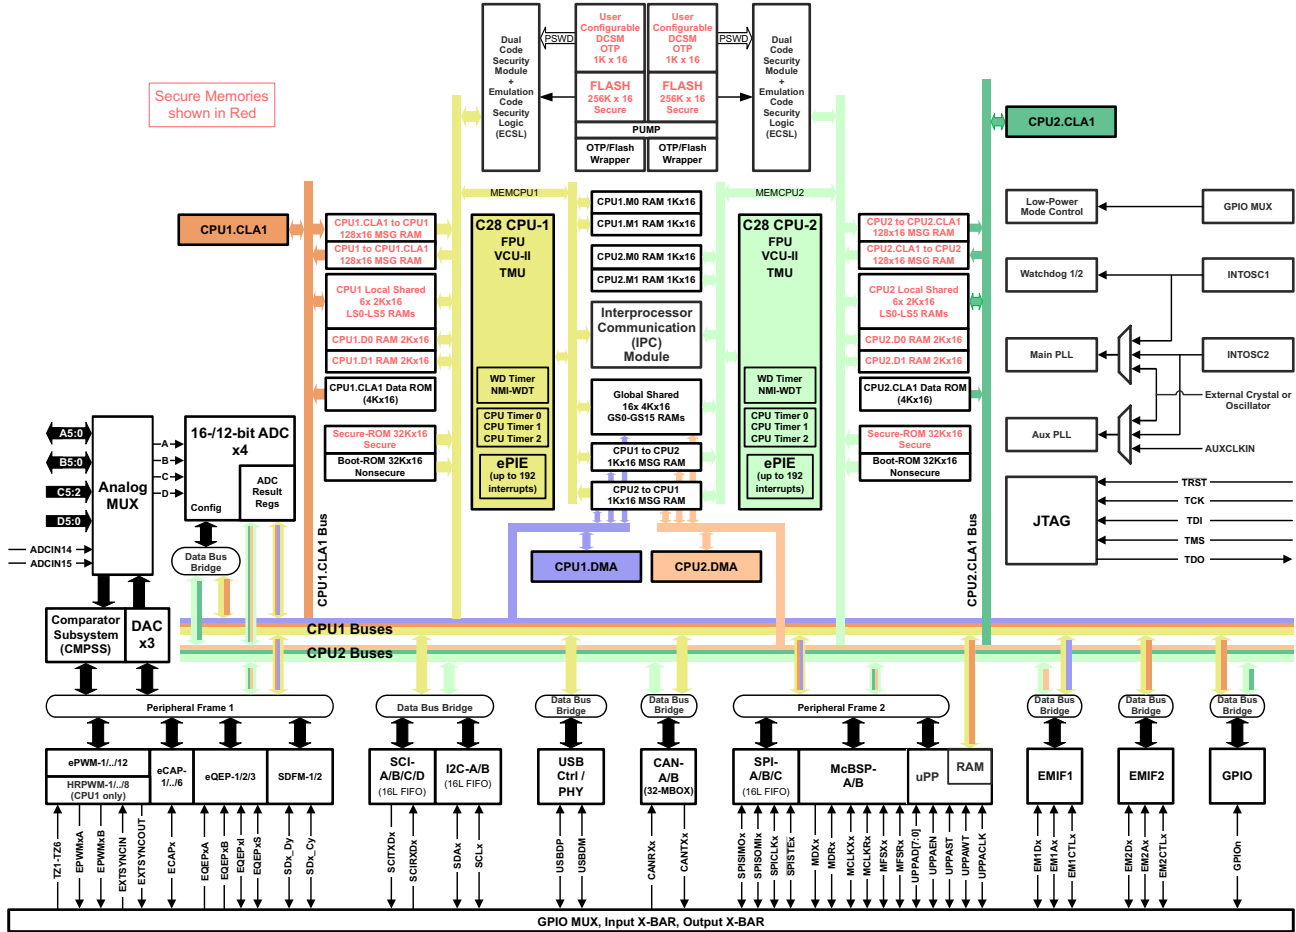 Secure Memories
shown in Red
Dual
Code
Security
Module
+
Emulation
Code
Security
Logic
(ECSL)
PSWD
User
Configurable
DCSM
OTP
1K x 16
User
Configurable
DCSM
OTP
1K x 16
PSWD
FLASH
256K x 16
Secure
FLASH
256K x 16
Secure
PUMP
OTP/Flash
Wrapper
OTP/Flash
Wrapper
Dual
Code
Security
Module
+
Emulation
Code
Security
Logic
(ECSL)
CPU2.CLA1
CPU1.CLA1
MEMCPU1
MEMCPU2
CPU1.CLA1 to CPU1
128x16 MSG RAM
CPU1 to CPU1.CLA1
128x16 MSG RAM
CPU1 Local Shared
6x 2Kx16
LS0-LS5 RAMs
CPU1.D0 RAM 2Kx16
CPU1.D1 RAM 2Kx16
CPU1.CLA1 Data ROM
(4Kx16)
Secure-ROM 32Kx16
Secure
Boot-ROM 32Kx16
Nonsecure
C28 CPU-1
FPU
VCU-II
TMU
WD Timer
NMI-WDT
CPU Timer 0
CPU Timer 1
CPU Timer 2
ePIE
(up to 192
interrupts)
CPU1.M0 RAM 1Kx16
CPU1.M1 RAM 1Kx16
CPU2.M0 RAM 1Kx16
CPU2.M1 RAM 1Kx16
Interprocessor
Communication
(IPC)
Module
Global Shared
16x 4Kx16
GS0-GS15 RAMs
CPU1 to CPU2
1Kx16 MSG RAM
CPU2 to CPU1
1Kx16 MSG RAM
C28 CPU-2
FPU
VCU-II
TMU
WD Timer
NMI-WDT
CPU Timer 0
CPU Timer 1
CPU Timer 2
ePIE
(up to 192
interrupts)
CPU2 to CPU2.CLA1
128x16 MSG RAM
CPU2.CLA1 to CPU2
128x16 MSG RAM
CPU2 Local Shared
6x 2Kx16
LS0-LS5 RAMs
CPU2.D0 RAM 2Kx16
CPU2.D1 RAM 2Kx16
CPU2.CLA1 Data ROM
(4Kx16)
Secure-ROM 32Kx16
Secure
Boot-ROM 32Kx16
Nonsecure
Low-Power
Mode Control
GPIO MUX
Watchdog 1/2
INTOSC1
Main PLL
INTOSC2
External Crystal or
Oscillator
Aux PLL
AUXCLKIN
JTAG
TRST
TCK
TDI
TMS
TDO
A5:0
B5:0
C5:2
D5:0
ADCIN14
ADCIN15
Analog
MUX
A
B
C
D
16-/12-bit ADC
x4
ADC
Result
Regs
Config
Data Bus
Bridge
CPU1.CLA1 Bus
CPU2.CLA1 Bus
CPU1.DMA
CPU2.DMA
Comparator
Subsystem
(CMPSS)
DAC
x3
CPU1 Buses
CPU2 Buses
Peripheral Frame 1
Data Bus Bridge
Data Bus
Bridge
Data Bus
Bridge
Peripheral Frame 2
Data Bus
Bridge
Data Bus
Bridge
Data Bus
Bridge
ePWM-1/../12
HRPWM-1/../8
(CPU1 only)
eCAP-
1/../6
eQEP-1/2/3
SDFM-1/2
SCI-
A/B/C/D
(16L FIFO)
I2C-A/B
(16L FIFO)
USB
Ctrl /
PHY
CAN-
A/B
(32-MBOX)
SPI-
A/B/C
(16L FIFO)
McBSP-
A/B
uPP
RAM
EMIF1
EMIF2
GPIO
TZ1-TZ6
EPWMxA
EPWMxB
EXTSYNCIN
EXTSYNCOUT
ECAPx
EQEPxA
EQEPxB
EQEPxI
EQEPxS
SDx_Dy
SDx_Cy
SCITXDx
SCIRXDx
SDAx
SCLx
USBDP
USBDM
CANRXx
CANTXx
SPISIMOx
SPISOMIx
SPICLKx
SPISTEx
MDXx
MDRx
MCLKXx
MCLKRx
MFSXx
MFSRx
UPPAD[7:0]
UPPAEN
UPPAST
UPPAWT
UPPACLK
EM1Dx
EM1Ax
EM1CTLx
EM2Dx
EM2Ax
EM2CTLx
GPIOn
GPIO MUX, Input X-BAR, Output X-BAR